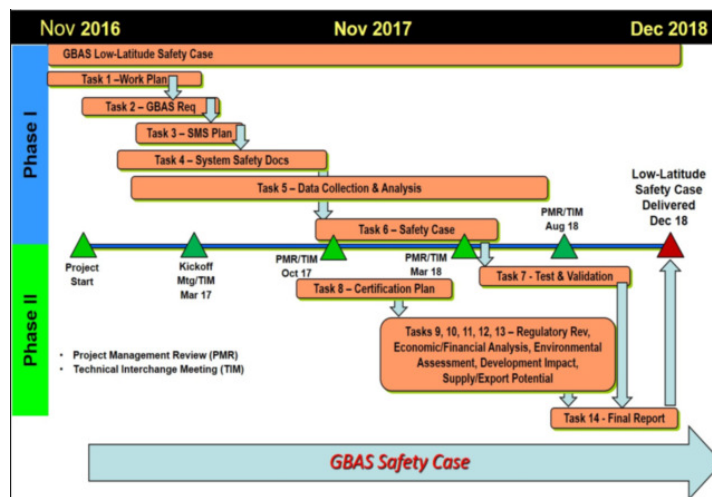 Nov 2016 Nov 2017 Dec 2018
Phase I
GBAS Low-Latitude Safety Case
Task 1 –Work Plan
Task 2 – GBAS Req
Task 3 – SMS Plan
Task 4 – System Safety Docs
Task 5 – Data Collection & Analysis
Task 6 – Safety Case
Low-Latitude
Safety Case
Delivered
Dec 18
PMR/TIM
Aug 18
Phase II
Project
Start
Kickoff
Mtg/TIM
Mar 17
PMR/TIM
Oct 17
PMR/TIM
Mar 18
Task 7 - Test & Validation
Task 8 – Certification Plan
Tasks 9, 10, 11, 12, 13 – Regulatory Rev,
Economic/Financial Analysis, Environmental
Assessment, Development Impact,
Supply/Export Potential
• Project Management Review (PMR)
• Technical Interchange Meeting (TIM)
Task 14 - Final Report
GBAS Safety Case